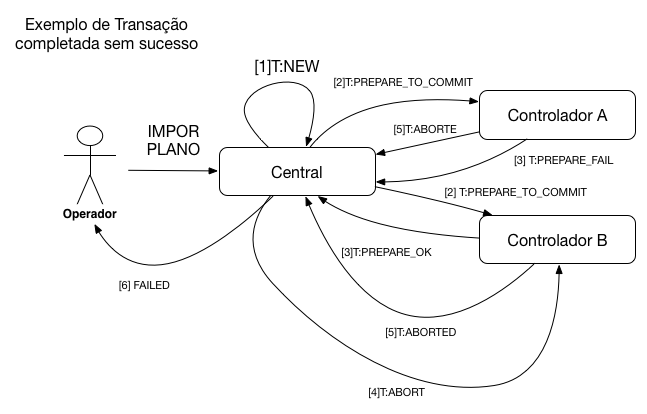 Exemplo de Transação
completada sem sucesso
[1]T:NEW
[2]T:PREPARE_TO_COMMIT
Controlador A
[5]T:ABORTE
[3] T:PREPARE_FAIL
IMPOR
PLANO
Central
Operador
[2] T:PREPARE_TO_COMMIT
Controlador B
[3]T:PREPARE_OK
[6] FAILED
[5]T:ABORTED
[4]T:ABORT